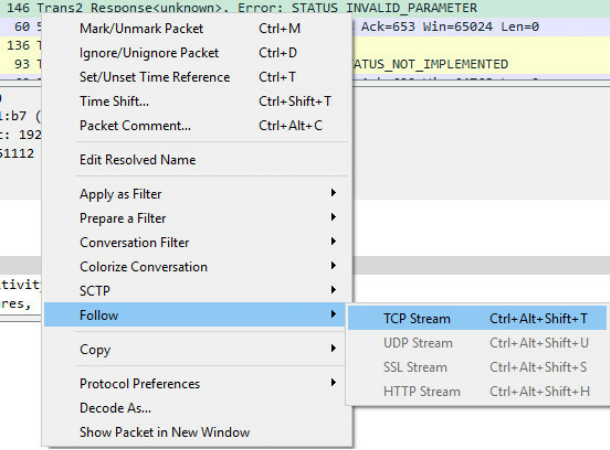 146 Trans2 Response<unknown>, Error: STATUS_INVALID_PARAMETER
60 Ack=653 Win=65024 Len=0
136
93 ATUS_NOT_IMPLEMENTED
Mark/Unmark Packet Ctrl+M
Ignore/Unignore Packet Ctrl+D
Set/Unset Time Reference Ctrl+T
Time Shift... Ctrl+Shift+T
Packet Comment... Ctrl+Alt+C
Edit Resolved Name
Apply as Filter
Prepare a Filter
Conversation Filter
Colorize Conversation
SCTP
Follow
Copy
Protocol Preferences
Decode As...
Show Packet in New Window
TCP Stream Ctrl+Alt+Shift+T
UDP Stream Ctrl+Alt+Shift+U
SSL Stream Ctrl+Alt+Shift+S
HTTP Stream Ctrl+Alt+Shift+H
:b7 (
: 192
51112
tivity
res,